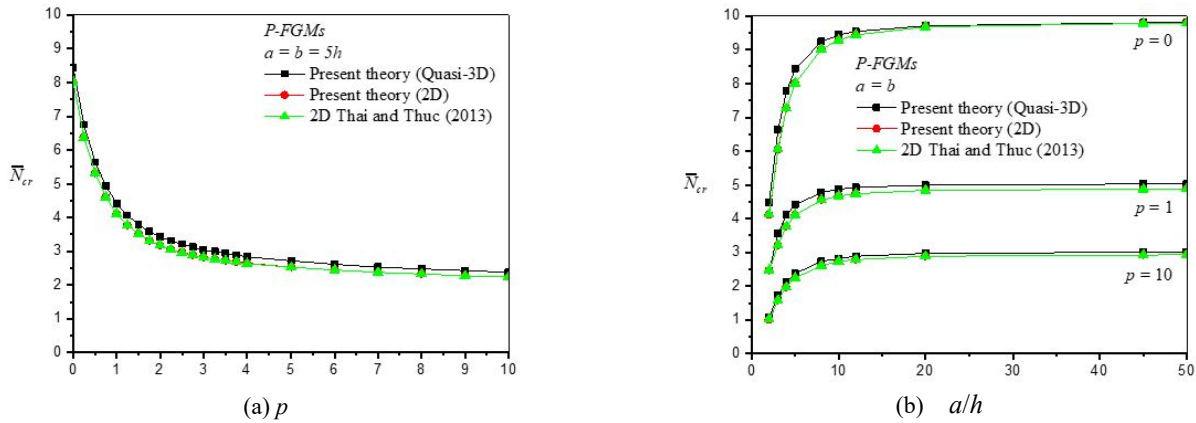 10
9
8
7
6
5
4
3
2
1
0
N̅cr
P-FGMs
a = b = 5h
Present theory (Quasi-3D)
Present theory (2D)
2D Thai and Thuc (2013)
0 1 2 3 4 5 6 7 8 9 10
(a) p
10
9
8
7
6
5
4
3
2
1
0
N̅cr
p = 0
P-FGMs
a = b
Present theory (Quasi-3D)
Present theory (2D)
2D Thai and Thuc (2013)
p = 1
p = 10
0 10 20 30 40 50
(b) a/h